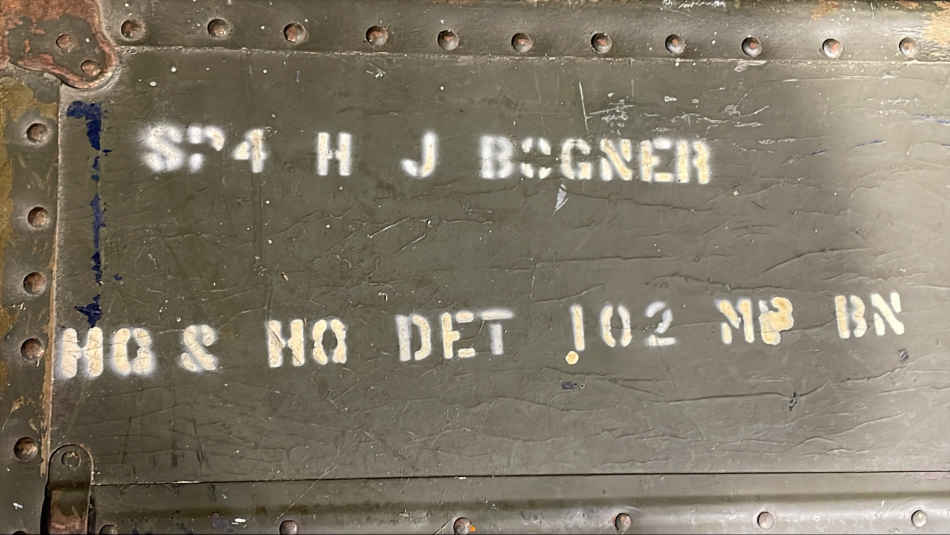 SP4 H J BOGNER
HQ & HQ DET 102 MP BN